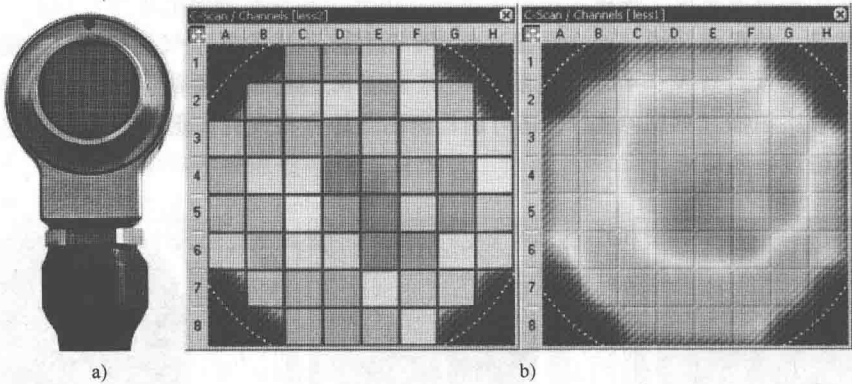 C-Scan / Channels [less2]
A B C D E F G H
1
2
3
4
5
6
7
8
C-Scan / Channels [less1]
A B C D E F G H
1
2
3
4
5
6
7
8
a)
b)